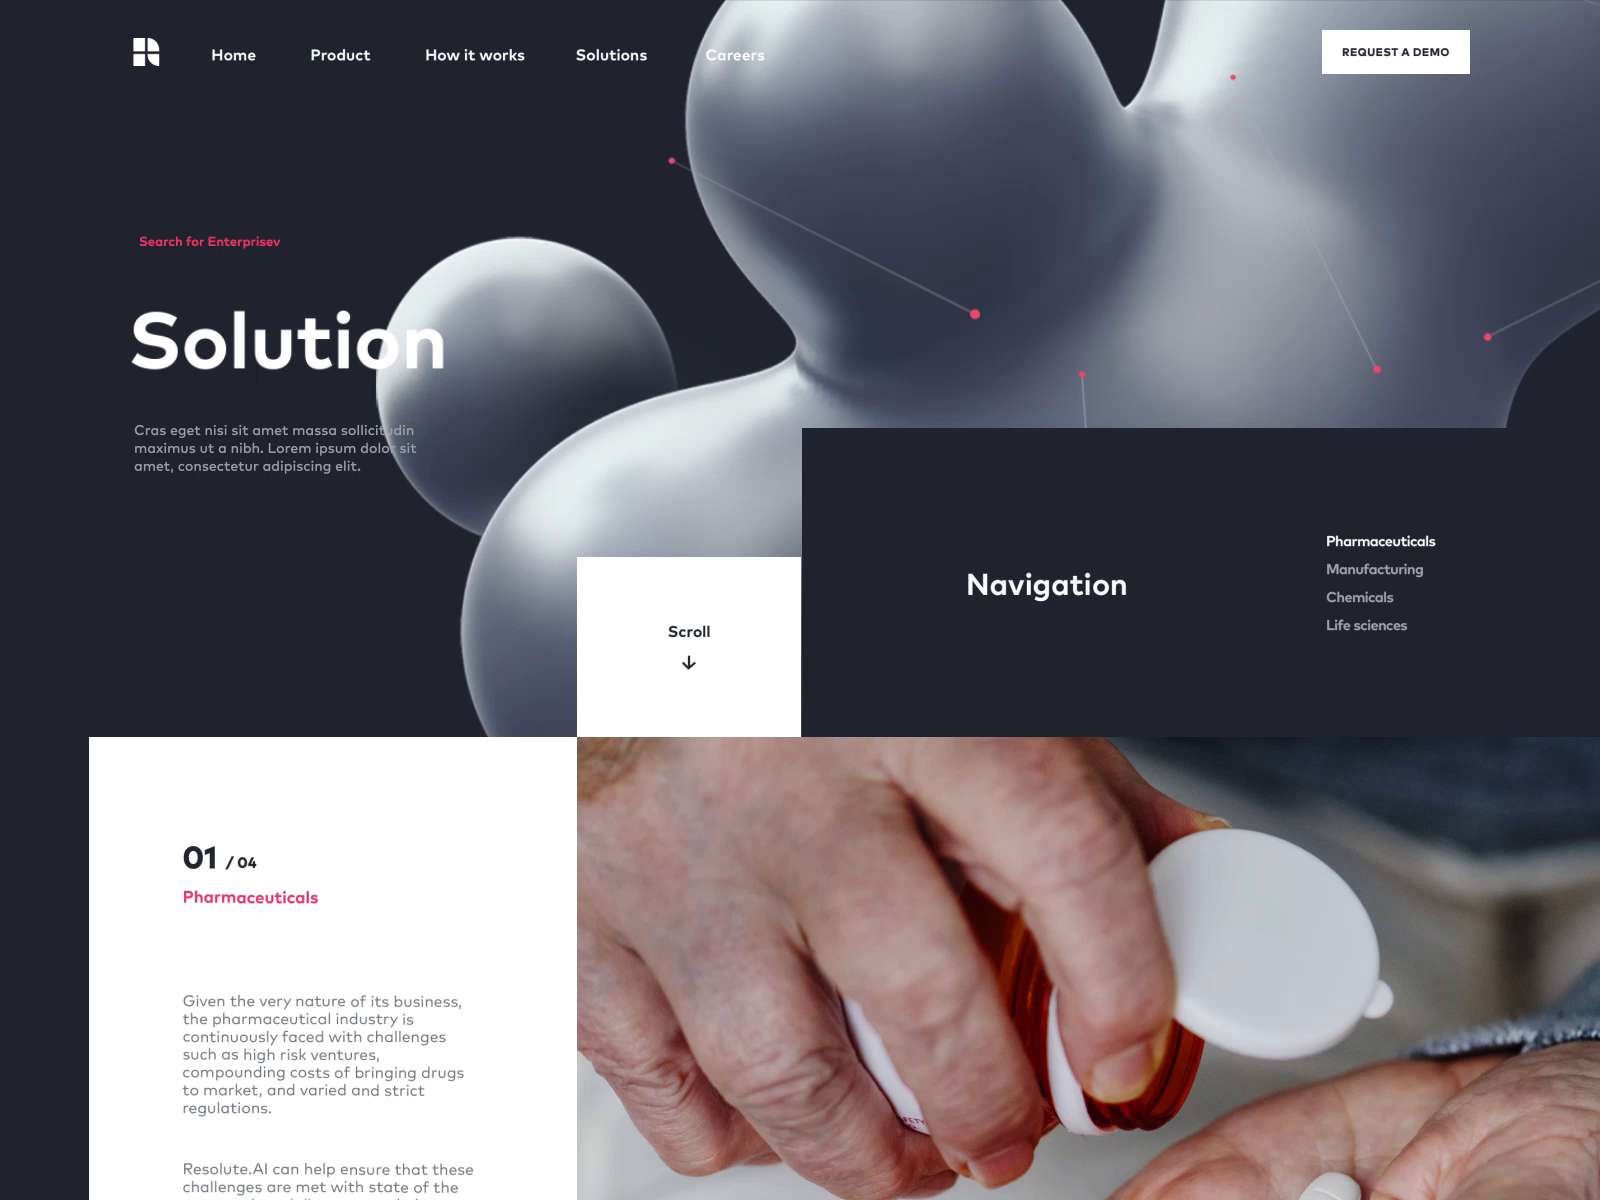 Home
Product
How it works
Solutions
Careers
REQUEST A DEMO
Search for Enterprisev
Solution
Cras eget nisi sit amet massa sollicitudin
maximus ut a nibh. Lorem ipsum dolor sit
amet, consectetur adipiscing elit.
Scroll
Navigation
Pharmaceuticals
Manufacturing
Chemicals
Life sciences
01 / 04
Pharmaceuticals
Given the very nature of its business,
the pharmaceutical industry is
continuously faced with challenges
such as high risk ventures,
compounding costs of bringing drugs
to market, and varied and strict
regulations.
Resolute.AI can help ensure that these
challenges are met with state of the